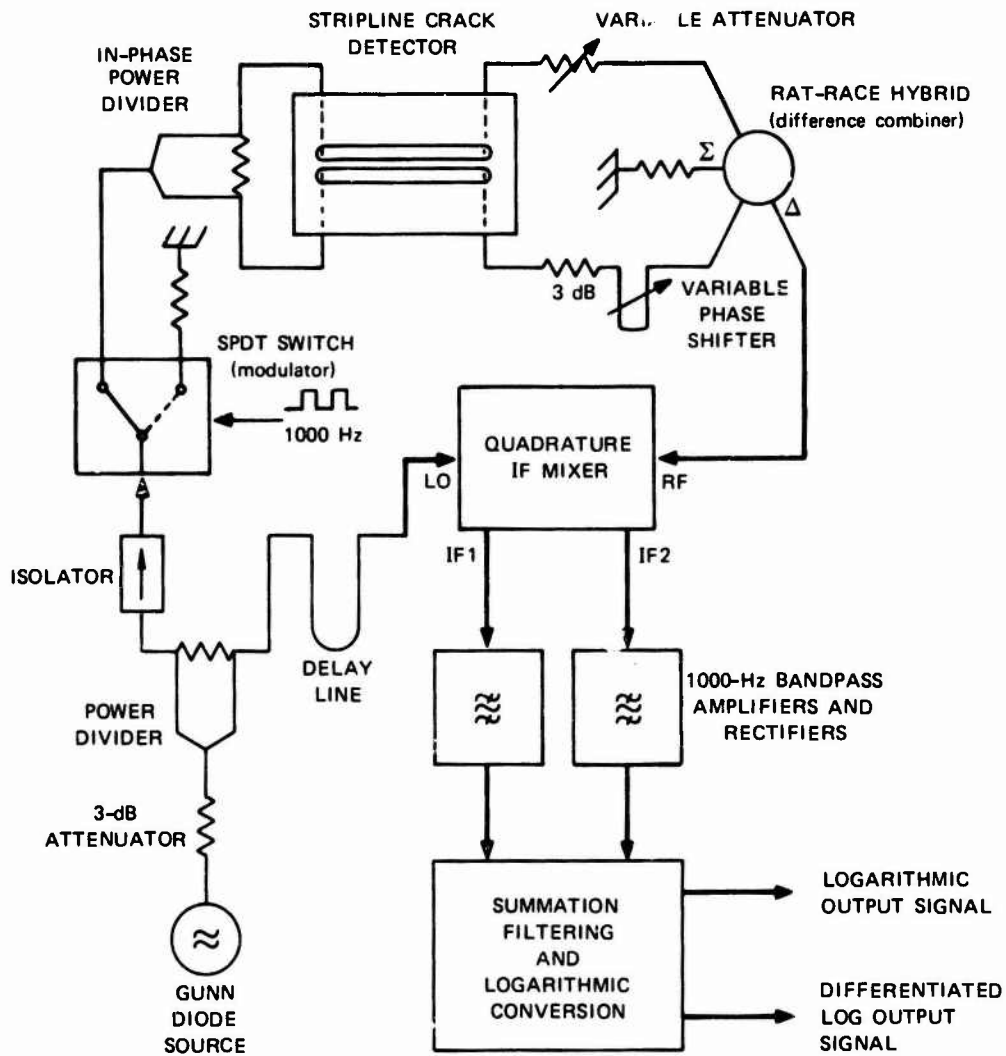 STRIPLINE CRACK
DETECTOR
LE ATTENUATOR
IN-PHASE
POWER
DIVIDER
RAT-RACE HYBRID
(difference combiner)
Σ
Δ
3 dB
VARIABLE
PHASE
SHIFTER
SPDT SWITCH
(modulator)
1000 Hz
QUADRATURE
IF MIXER
LO
RF
IF1
IF2
ISOLATOR
DELAY
LINE
POWER
DIVIDER
1000-Hz BANDPASS
AMPLIFIERS AND
RECTIFIERS
3-dB
ATTENUATOR
SUMMATION
FILTERING
AND
LOGARITHMIC
CONVERSION
LOGARITHMIC
OUTPUT SIGNAL
GUNN
DIODE
SOURCE
DIFFERENTIATED
LOG OUTPUT
SIGNAL